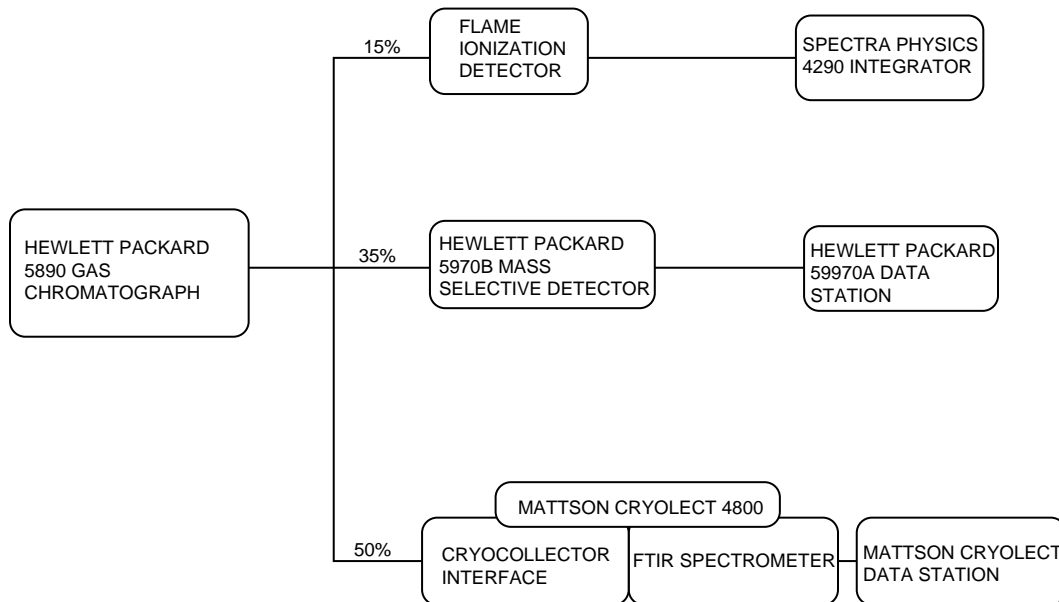 15%
FLAME
IONIZATION
DETECTOR
SPECTRA PHYSICS
4290 INTEGRATOR
HEWLETT PACKARD
5890 GAS
CHROMATOGRAPH
35%
HEWLETT PACKARD
5970B MASS
SELECTIVE DETECTOR
HEWLETT PACKARD
59970A DATA
STATION
MATTSON CRYOLECT 4800
50%
CRYOCOLLECTOR
INTERFACE
FTIR SPECTROMETER
MATTSON CRYOLECT
DATA STATION